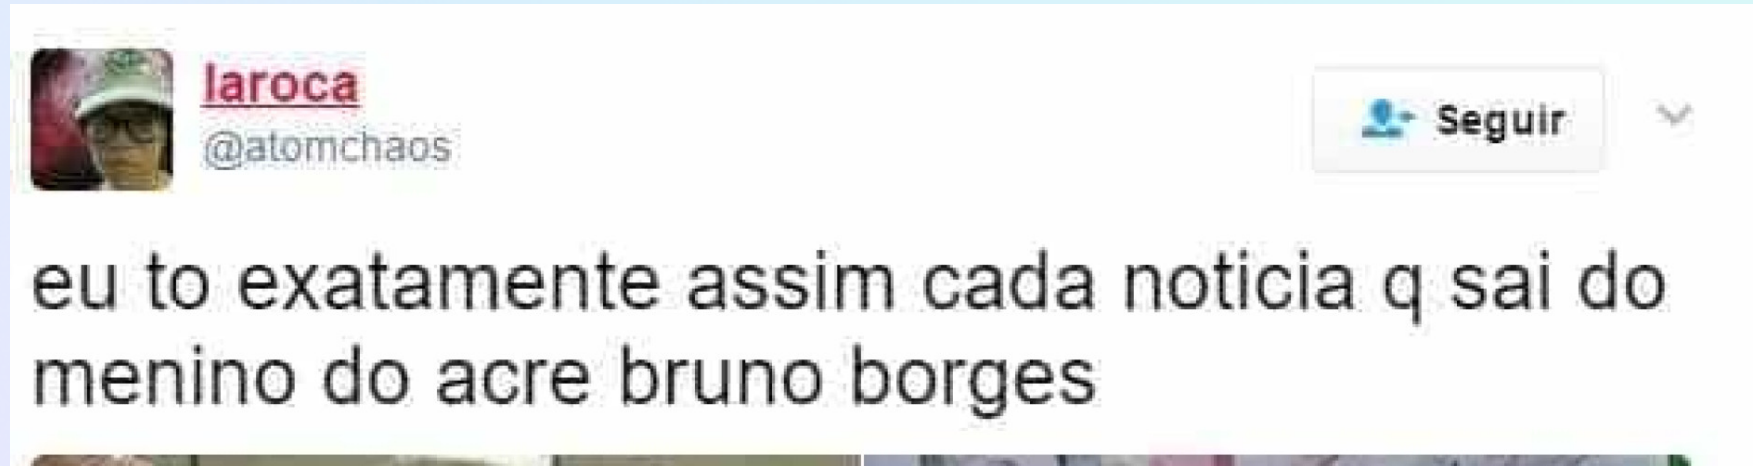 laroca
@atomchaos
Seguir
eu to exatamente assim cada noticia q sai do
menino do acre bruno borges